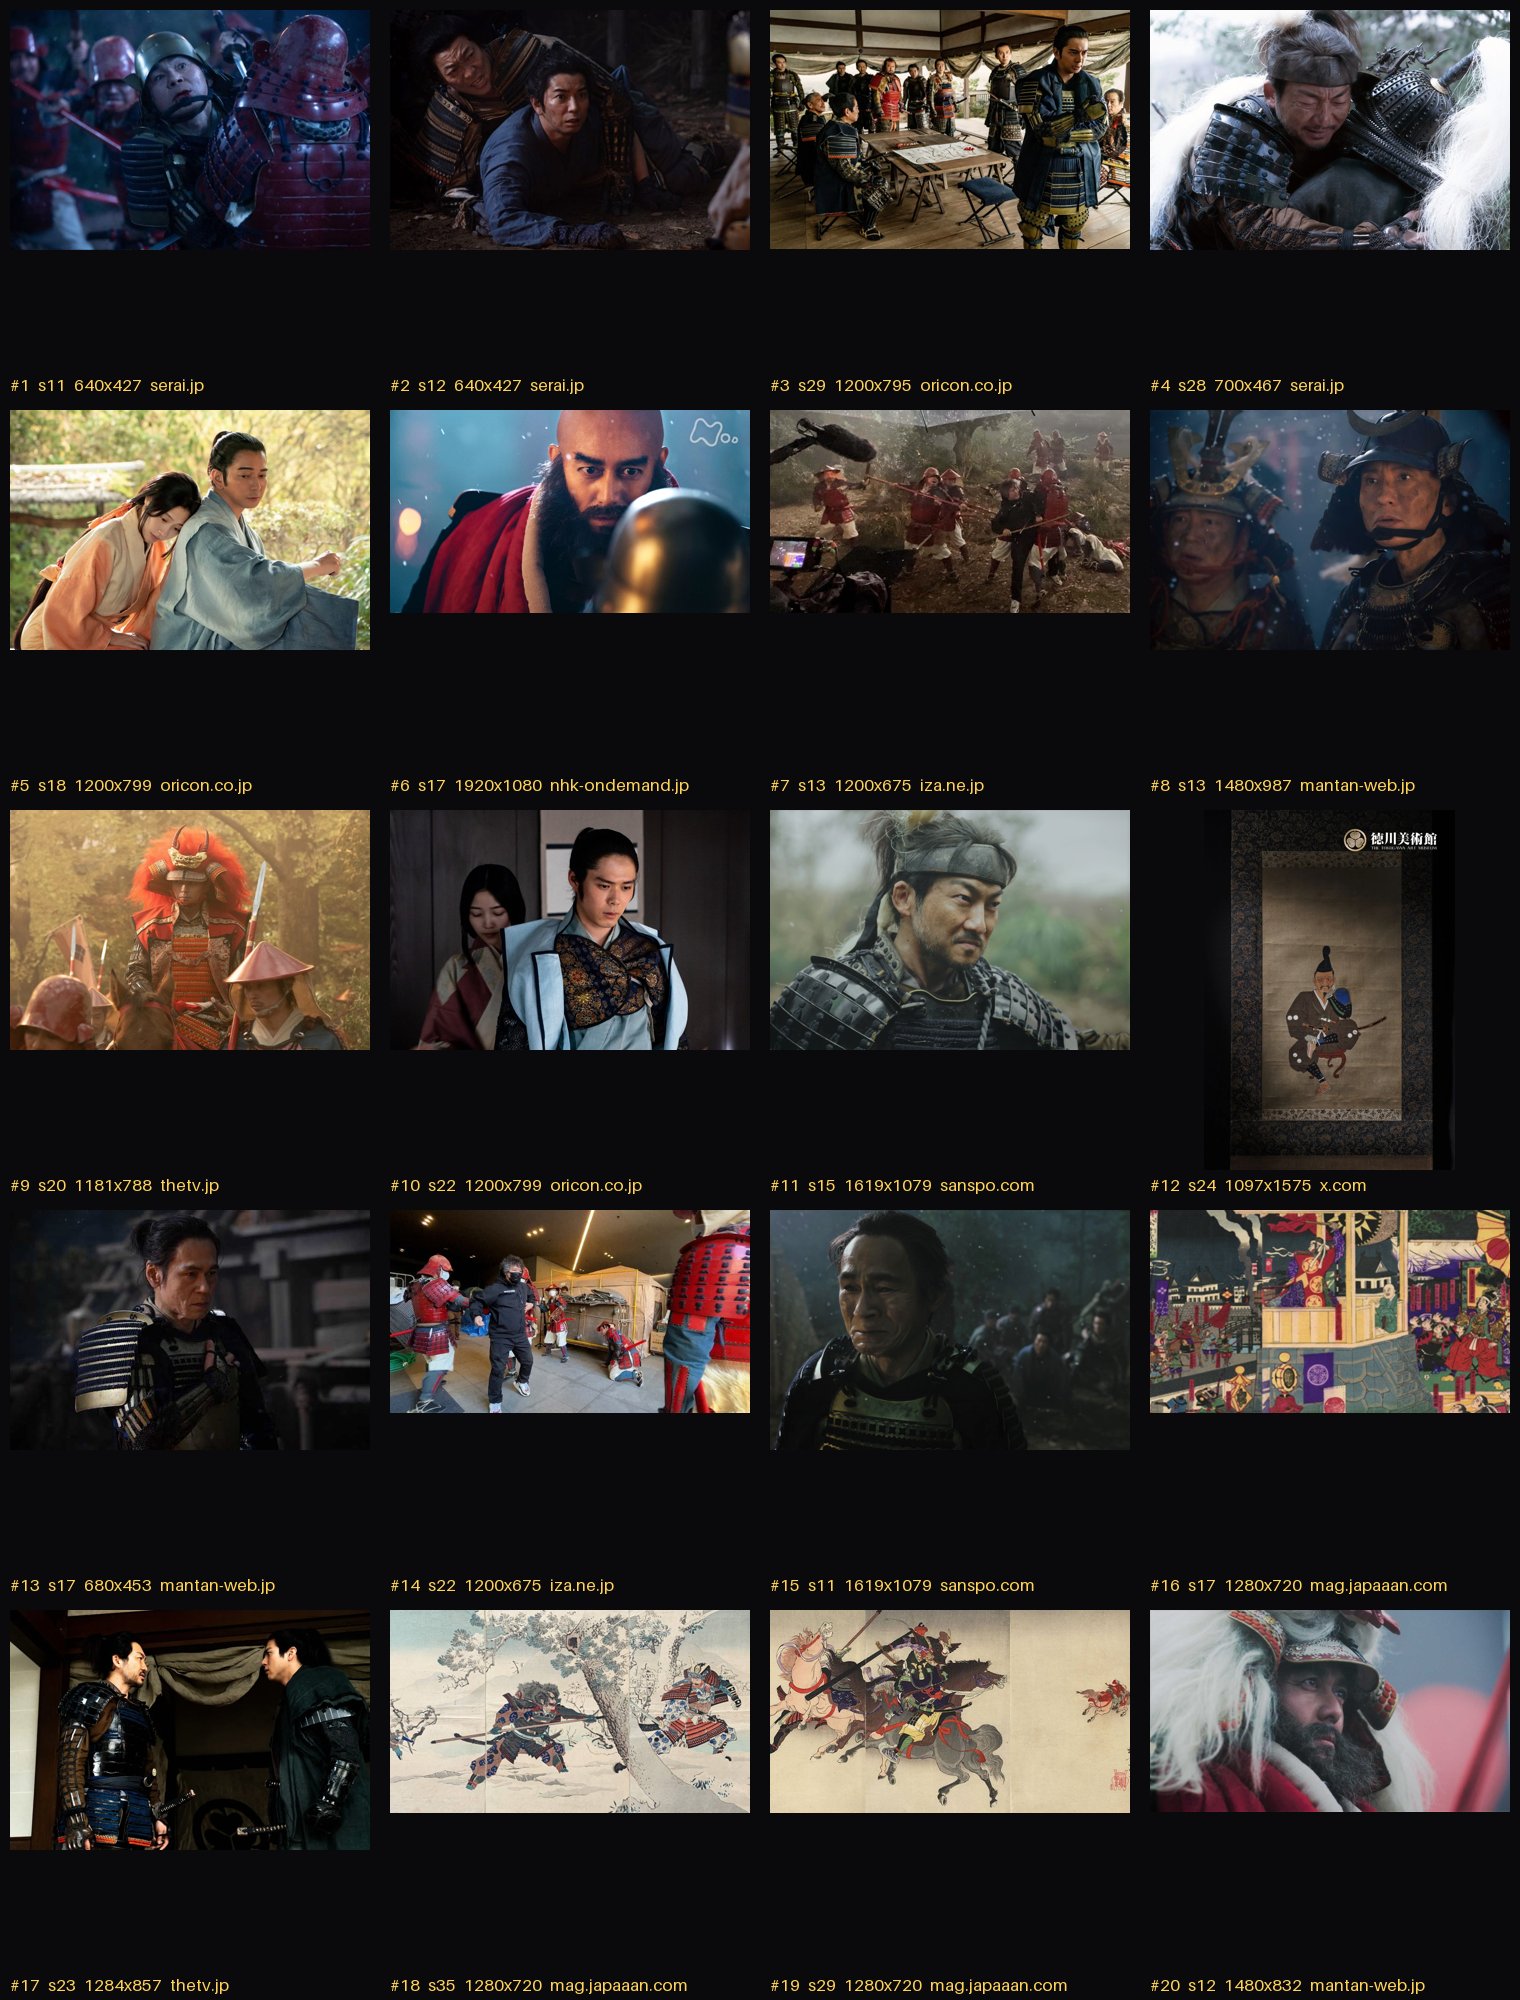 #1 s11 640x427 serai.jp
#2 s12 640x427 serai.jp
#3 s29 1200x795 oricon.co.jp
#4 s28 700x467 serai.jp
#5 s18 1200x799 oricon.co.jp
#6 s17 1920x1080 nhk-ondemand.jp
#7 s13 1200x675 iza.ne.jp
#8 s13 1480x987 mantan-web.jp
徳川美術館
THE TOKUGAWA ART MUSEUM
#9 s20 1181x788 thetv.jp
#10 s22 1200x799 oricon.co.jp
#11 s15 1619x1079 sanspo.com
#12 s24 1097x1575 x.com
#13 s17 680x453 mantan-web.jp
#14 s22 1200x675 iza.ne.jp
#15 s11 1619x1079 sanspo.com
#16 s17 1280x720 mag.japaaan.com
#17 s23 1284x857 thetv.jp
#18 s35 1280x720 mag.japaaan.com
#19 s29 1280x720 mag.japaaan.com
#20 s12 1480x832 mantan-web.jp